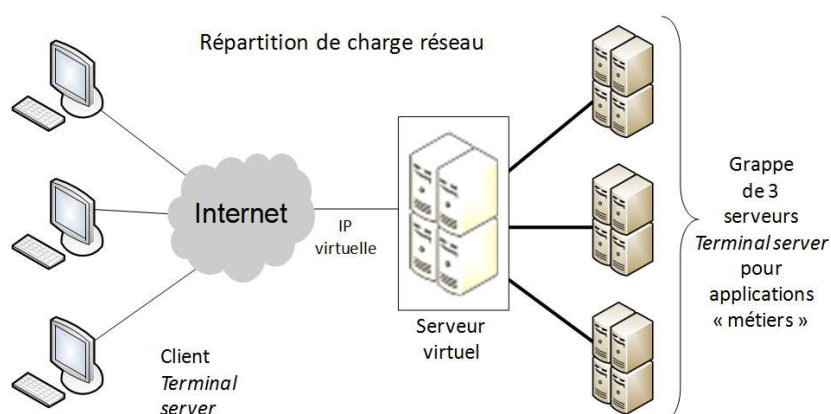 Répartition de charge réseau
Internet
IP
virtuelle
Serveur
virtuel
Client
Terminal
server
Grappe
de 3
serveurs
Terminal server
pour
applications
« métiers »